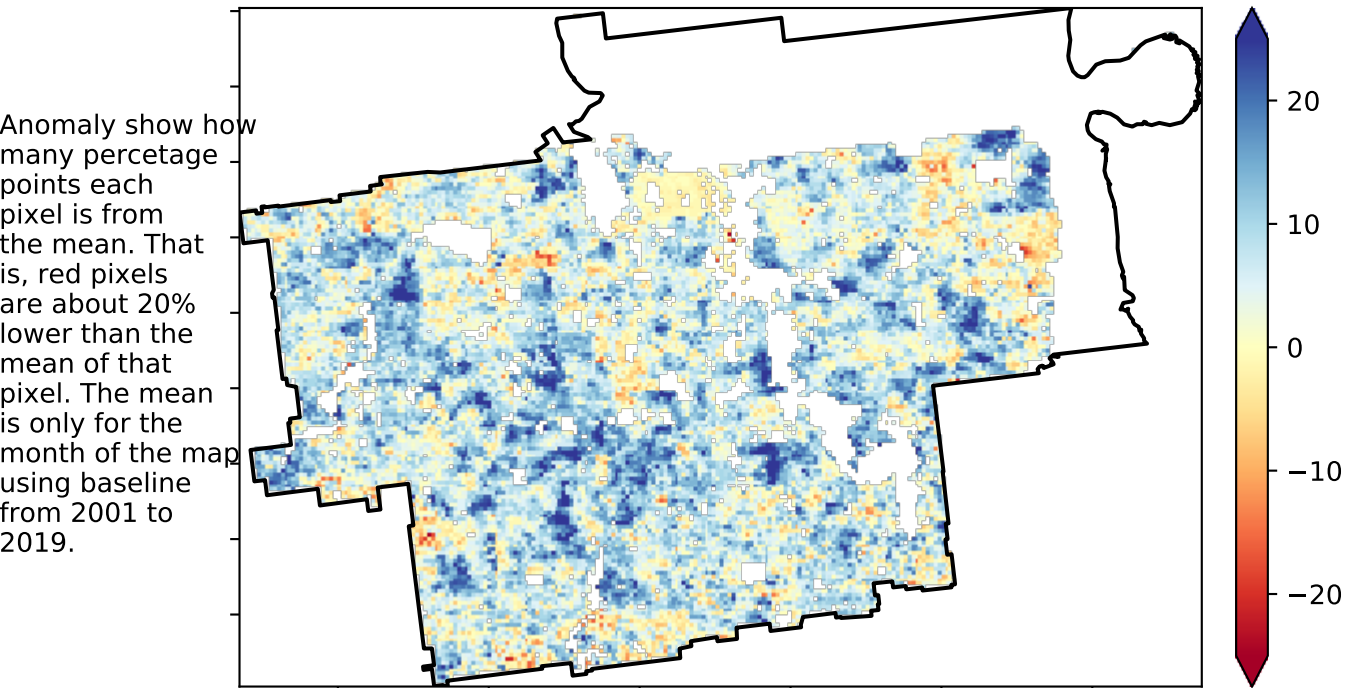 Anomaly show how
many percetage
points each
pixel is from
the mean. That
is, red pixels
are about 20%
lower than the
mean of that
pixel. The mean
is only for the
month of the map
using baseline
from 2001 to
2019.
20
10
0
−10
−20